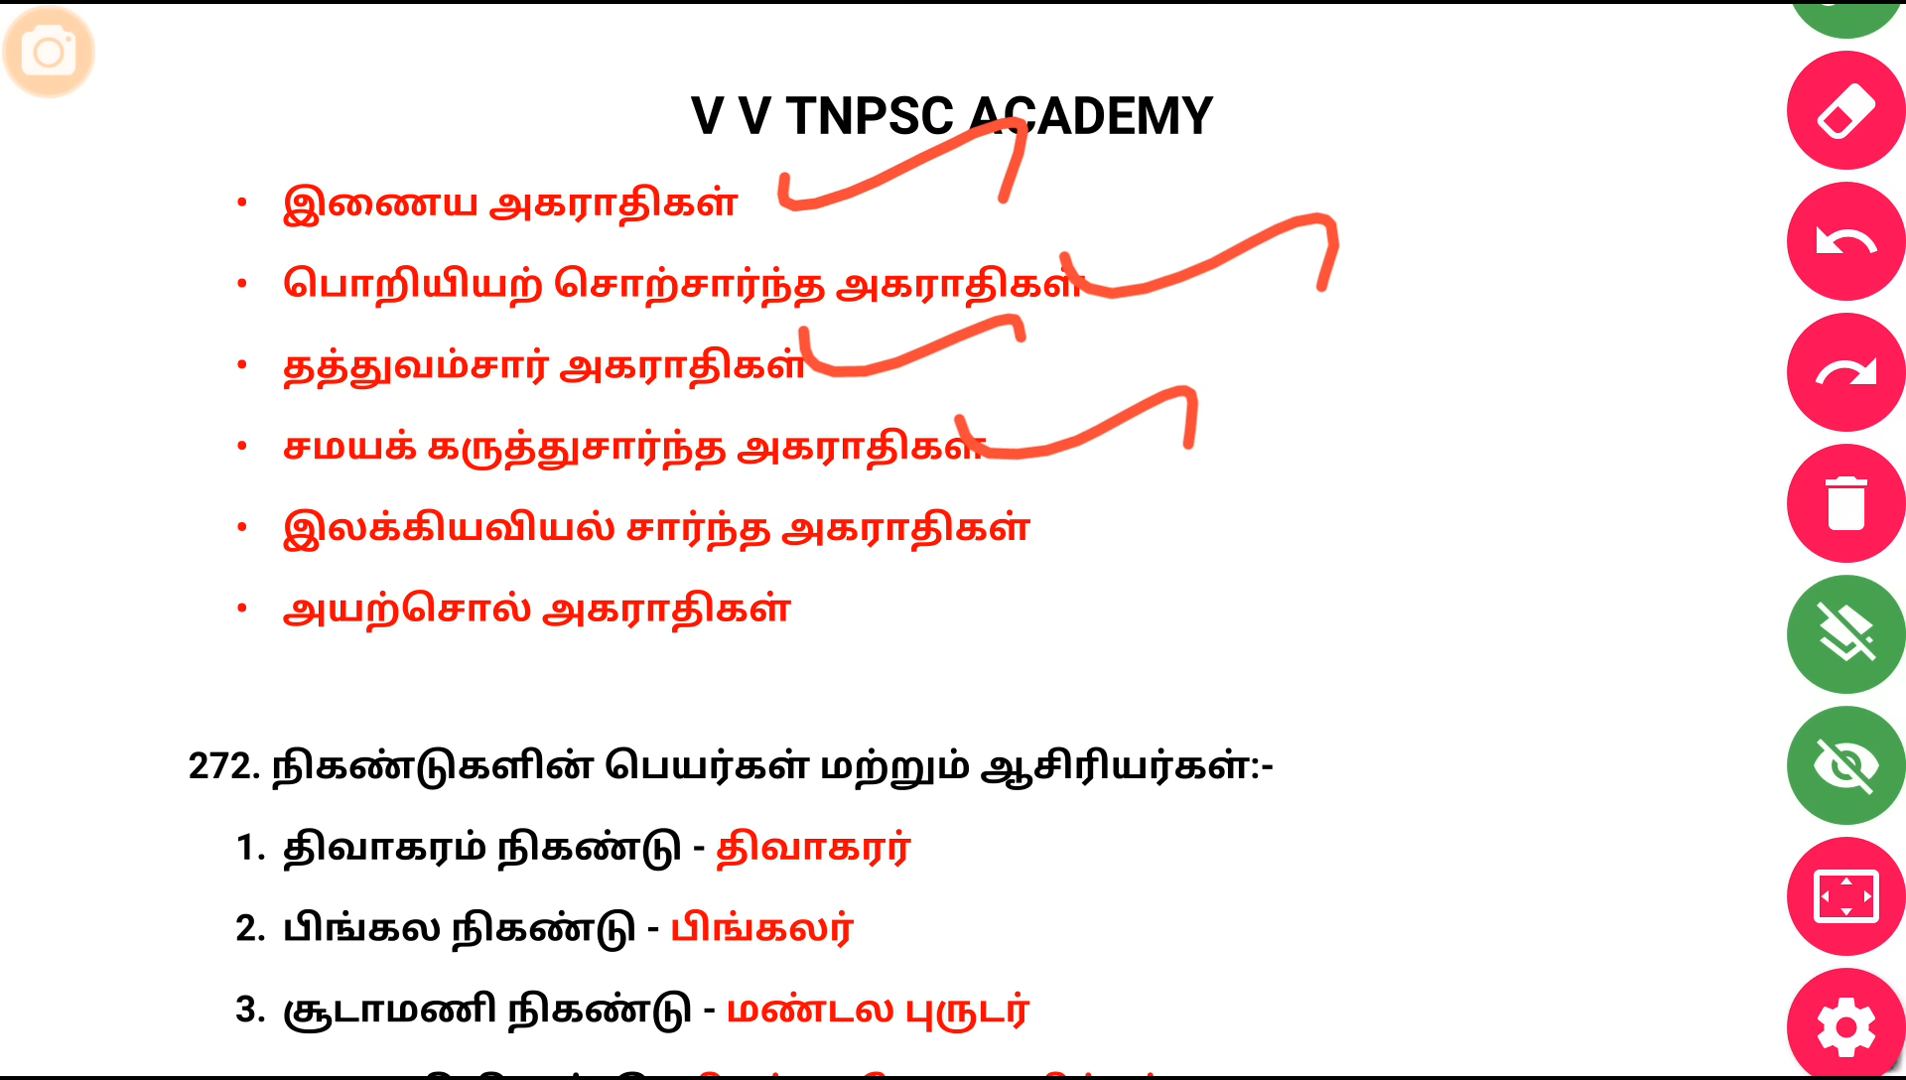 V V TNPSC ACADEMY
• இணைய அகராதிகள்
• பொறியியற் சொற்சார்ந்த அகராதிகள்
• தத்துவம்சார் அகராதிகள்
• சமயக் கருத்துசார்ந்த அகராதிகள்
• இலக்கியவியல் சார்ந்த அகராதிகள்
• அயற்சொல் அகராதிகள்
272. நிகண்டுகளின் பெயர்கள் மற்றும் ஆசிரியர்கள்:-
1. திவாகரம் நிகண்டு - திவாகரர்
2. பிங்கல நிகண்டு - பிங்கலர்
3. சூடாமணி நிகண்டு - மண்டல புருடர்